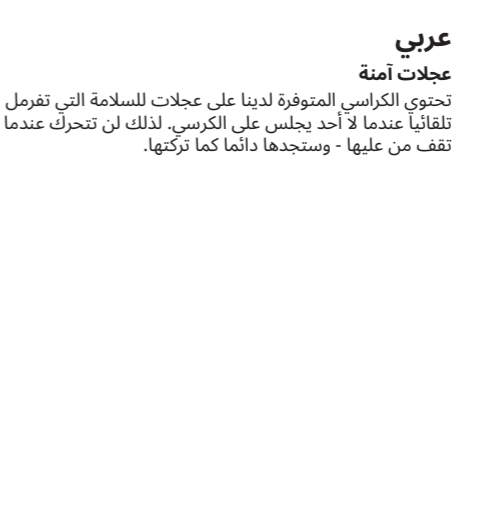 عربي
عجلات آمنة
تحتوي الكراسي المتوفرة لدينا على عجلات للسلامة التي تفرمل
تلقائياً عندما لا أحد يجلس على الكرسي. لذلك لن تتحرك عندما
تقف من عليها - وستجدها دائما كما تركتها.